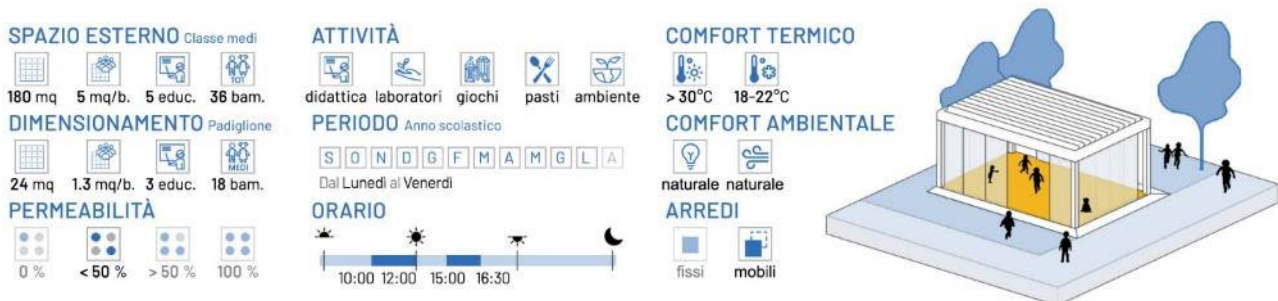 SPAZIO ESTERNO Classe medi
TOT
180 mq 5 mq/b. 5 educ. 36 bam.
DIMENSIONAMENTO Padiglione
MEDI
24 mq 1.3 mq/b. 3 educ. 18 bam.
PERMEABILITÀ
0 % < 50 % > 50 % 100 %
ATTIVITÀ
didattica laboratori giochi pasti ambiente
PERIODO Anno scolastico
S O N D G F M A M G L A
Dal Lunedì al Venerdì
ORARIO
10:00 12:00 15:00 16:30
COMFORT TERMICO
> 30°C 18-22°C
COMFORT AMBIENTALE
naturale naturale
ARREDI
fissi mobili